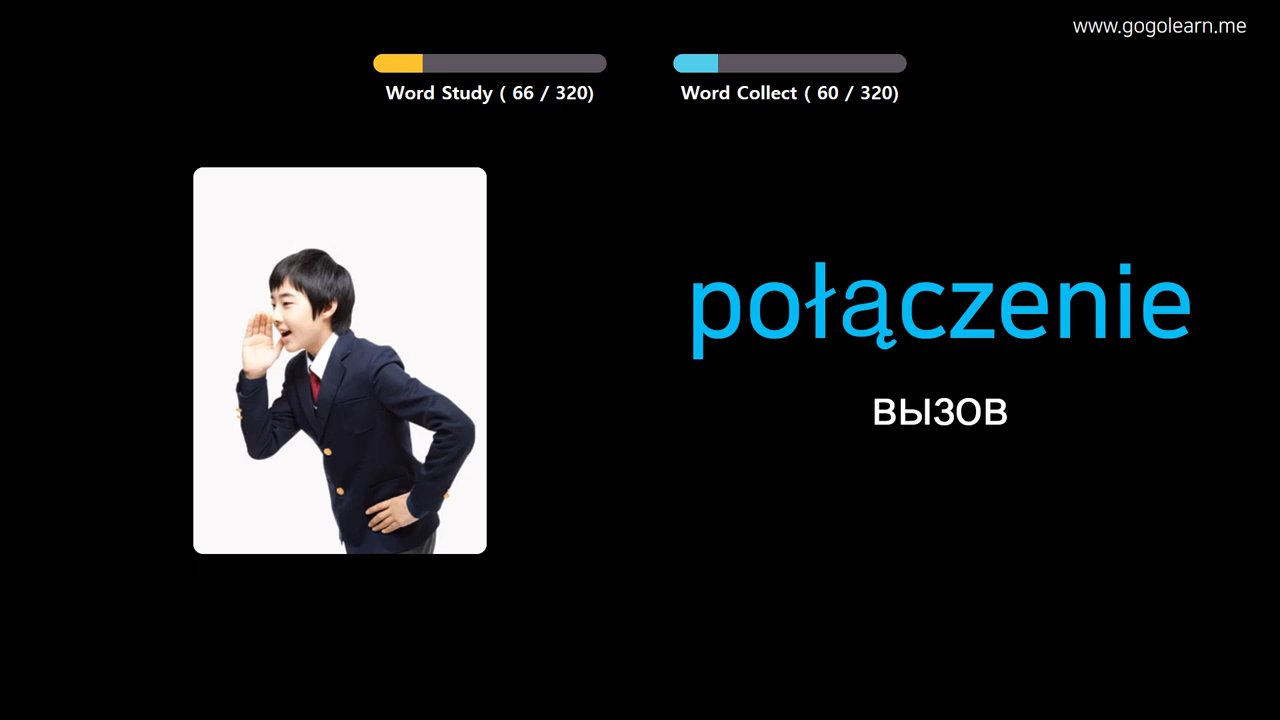 www.gogolearn.me
Word Study ( 66 / 320)
Word Collect ( 60 / 320)
połączenie
вызов